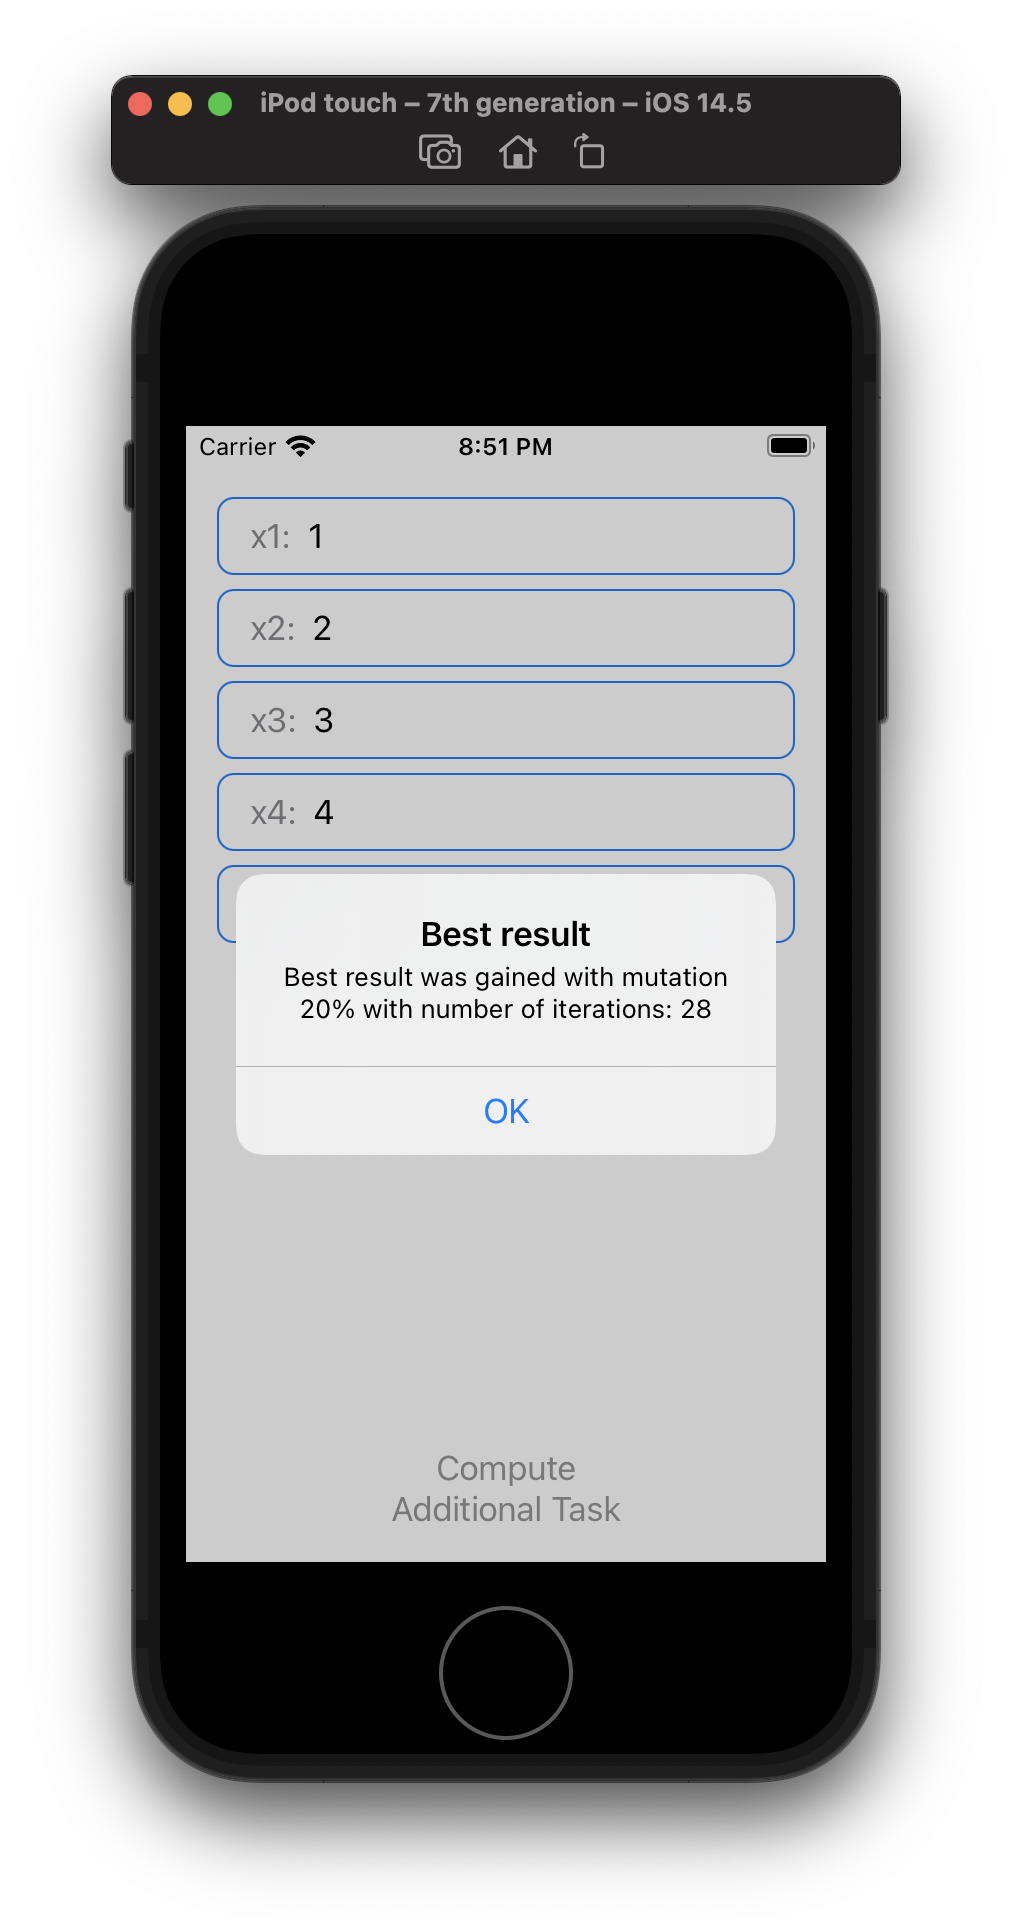 iPod touch – 7th generation – iOS 14.5
Carrier 8:51 PM
x1: 1
x2: 2
x3: 3
x4: 4
Best result
Best result was gained with mutation
20% with number of iterations: 28
OK
Compute
Additional Task